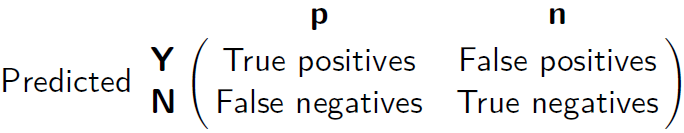 p n
Y True positives False positives
Predicted
N False negatives True negatives